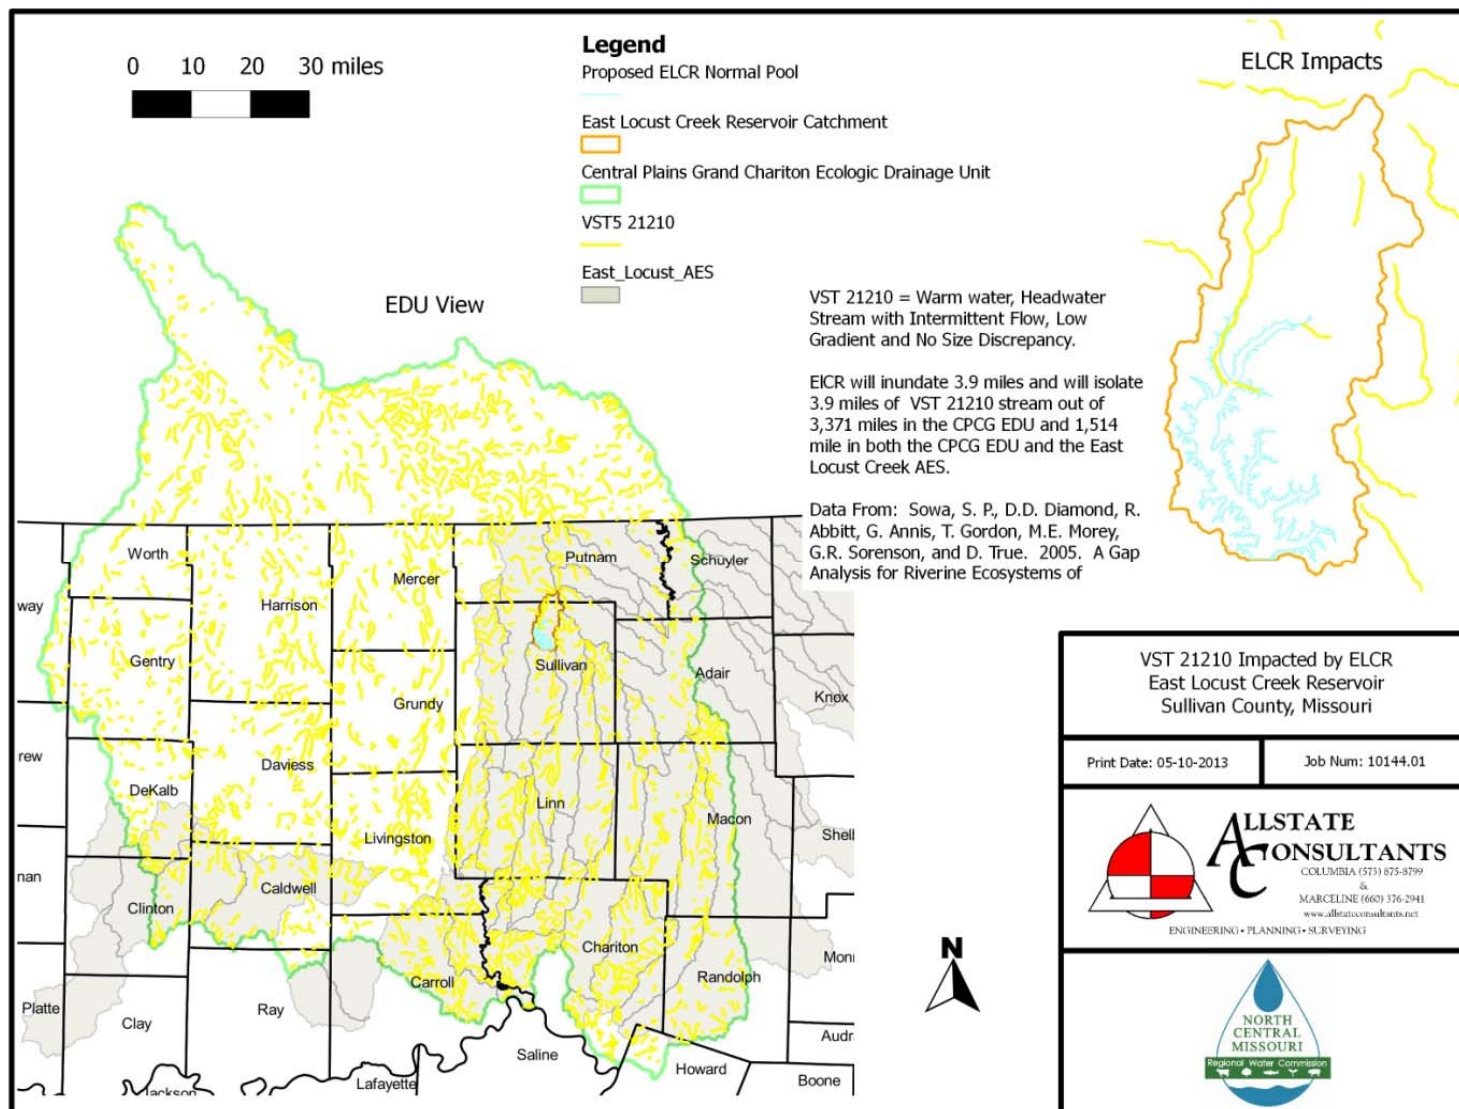 0 10 20 30 miles
Legend
Proposed ELCR Normal Pool
East Locust Creek Reservoir Catchment
Central Plains Grand Chariton Ecologic Drainage Unit
VST5 21210
East_Locust_AES
EDU View
ELCR Impacts
VST 21210 = Warm water, Headwater
Stream with Intermittent Flow, Low
Gradient and No Size Discrepancy.
ElCR will inundate 3.9 miles and will isolate
3.9 miles of VST 21210 stream out of
3,371 miles in the CPCG EDU and 1,514
mile in both the CPCG EDU and the East
Locust Creek AES.
Data From: Sowa, S. P., D.D. Diamond, R.
Abbitt, G. Annis, T. Gordon, M.E. Morey,
G.R. Sorenson, and D. True. 2005. A Gap
Analysis for Riverine Ecosystems of
Worth
Harrison
Mercer
Putnam
Schuyler
way
Gentry
Grundy
Sullivan
Adair
Knox
rew
DeKalb
Daviess
Livingston
Linn
Macon
Shell
nan
Clinton
Caldwell
Carroll
Chariton
Randolph
Mon
Platte
Clay
Ray
Saline
Howard
Audr
Boone
Lafayette
Jackson
N
VST 21210 Impacted by ELCR
East Locust Creek Reservoir
Sullivan County, Missouri
Print Date: 05-10-2013
Job Num: 10144.01
ALLSTATE
CONSULTANTS
COLUMBIA (573) 875-8799
&
MARCELINE (660) 376-2941
www.allstateconsultants.net
ENGINEERING • PLANNING • SURVEYING
NORTH
CENTRAL
MISSOURI
Regional Water Commission